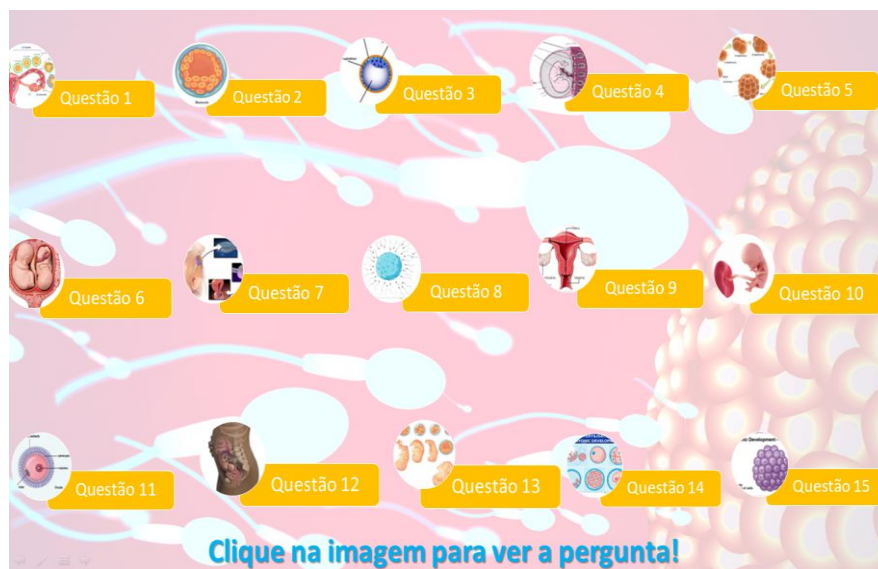 Questão 1
Questão 2
Questão 3
Questão 4
Questão 5
Questão 6
Questão 7
Questão 8
Questão 9
Questão 10
Questão 11
Questão 12
Questão 13
Questão 14
Questão 15
Clique na imagem para ver a pergunta!